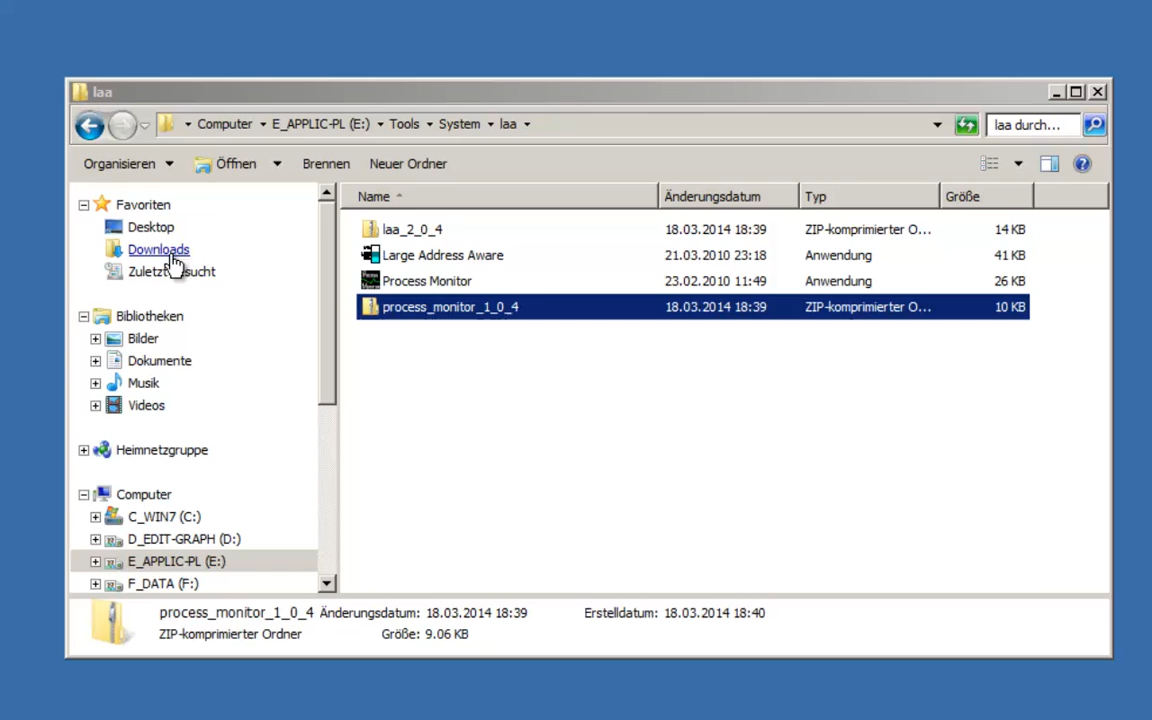 laa
Computer E_APPLIC-PL (E:) Tools System laa laa durch...
Organisieren Öffnen Brennen Neuer Ordner
Favoriten
Desktop
Downloads
Bibliotheken
Bilder
Dokumente
Musik
Videos
Heimnetzgruppe
Computer
C_WIN7 (C:)
D_EDIT-GRAPH (D:)
E_APPLIC-PL (E:)
F_DATA (F:)
Name Änderungsdatum Typ Größe
laa_2_0_4 18.03.2014 18:39 ZIP-komprimierter O... 14 KB
Large Address Aware 21.03.2010 23:18 Anwendung 41 KB
Process Monitor 23.02.2010 11:49 Anwendung 26 KB
process_monitor_1_0_4 18.03.2014 18:39 ZIP-komprimierter O... 10 KB
process_monitor_1_0_4 Änderungsdatum: 18.03.2014 18:39 Erstelldatum: 18.03.2014 18:40
ZIP-komprimierter Ordner Größe: 9.06 KB